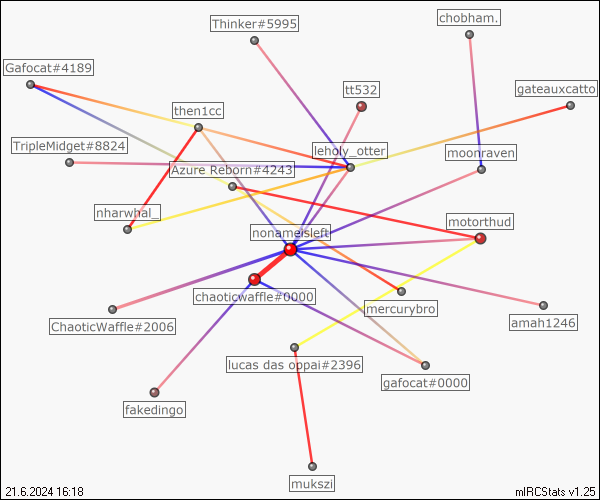 chobham.
Thinker#5995
Gafocat#4189
tt532
gateauxcatto
then1cc
TripleMidget#8824
leholy_otter
moonraven
Azure Reborn#4243
nharwhal_
motorthud
nonameisleft
chaoticwaffle#0000
mercurybro
ChaoticWaffle#2006
amah1246
lucas das oppai#2396
gafocat#0000
fakedingo
mukszi
21.6.2024 16:18
mIRCStats v1.25